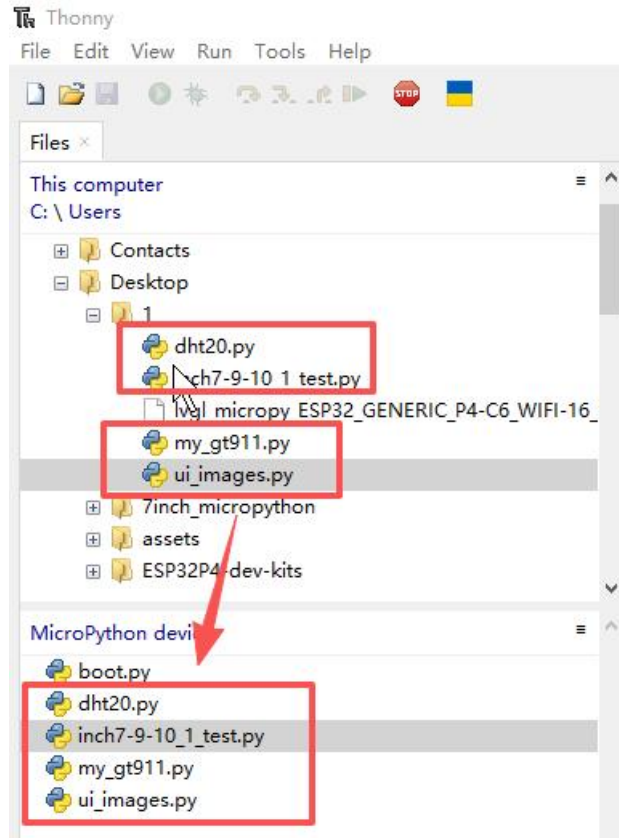 Thonny
File Edit View Run Tools Help
STOP
Files ×
This computer
C: \ Users
Contacts
Desktop
1
dht20.py
ch7-9-10_1_test.py
lvgl_micropy_ESP32_GENERIC_P4-C6_WIFI-16_
my_gt911.py
ui_images.py
7inch_micropython
assets
ESP32P4-dev-kits
MicroPython devi
boot.py
dht20.py
inch7-9-10_1_test.py
my_gt911.py
ui_images.py